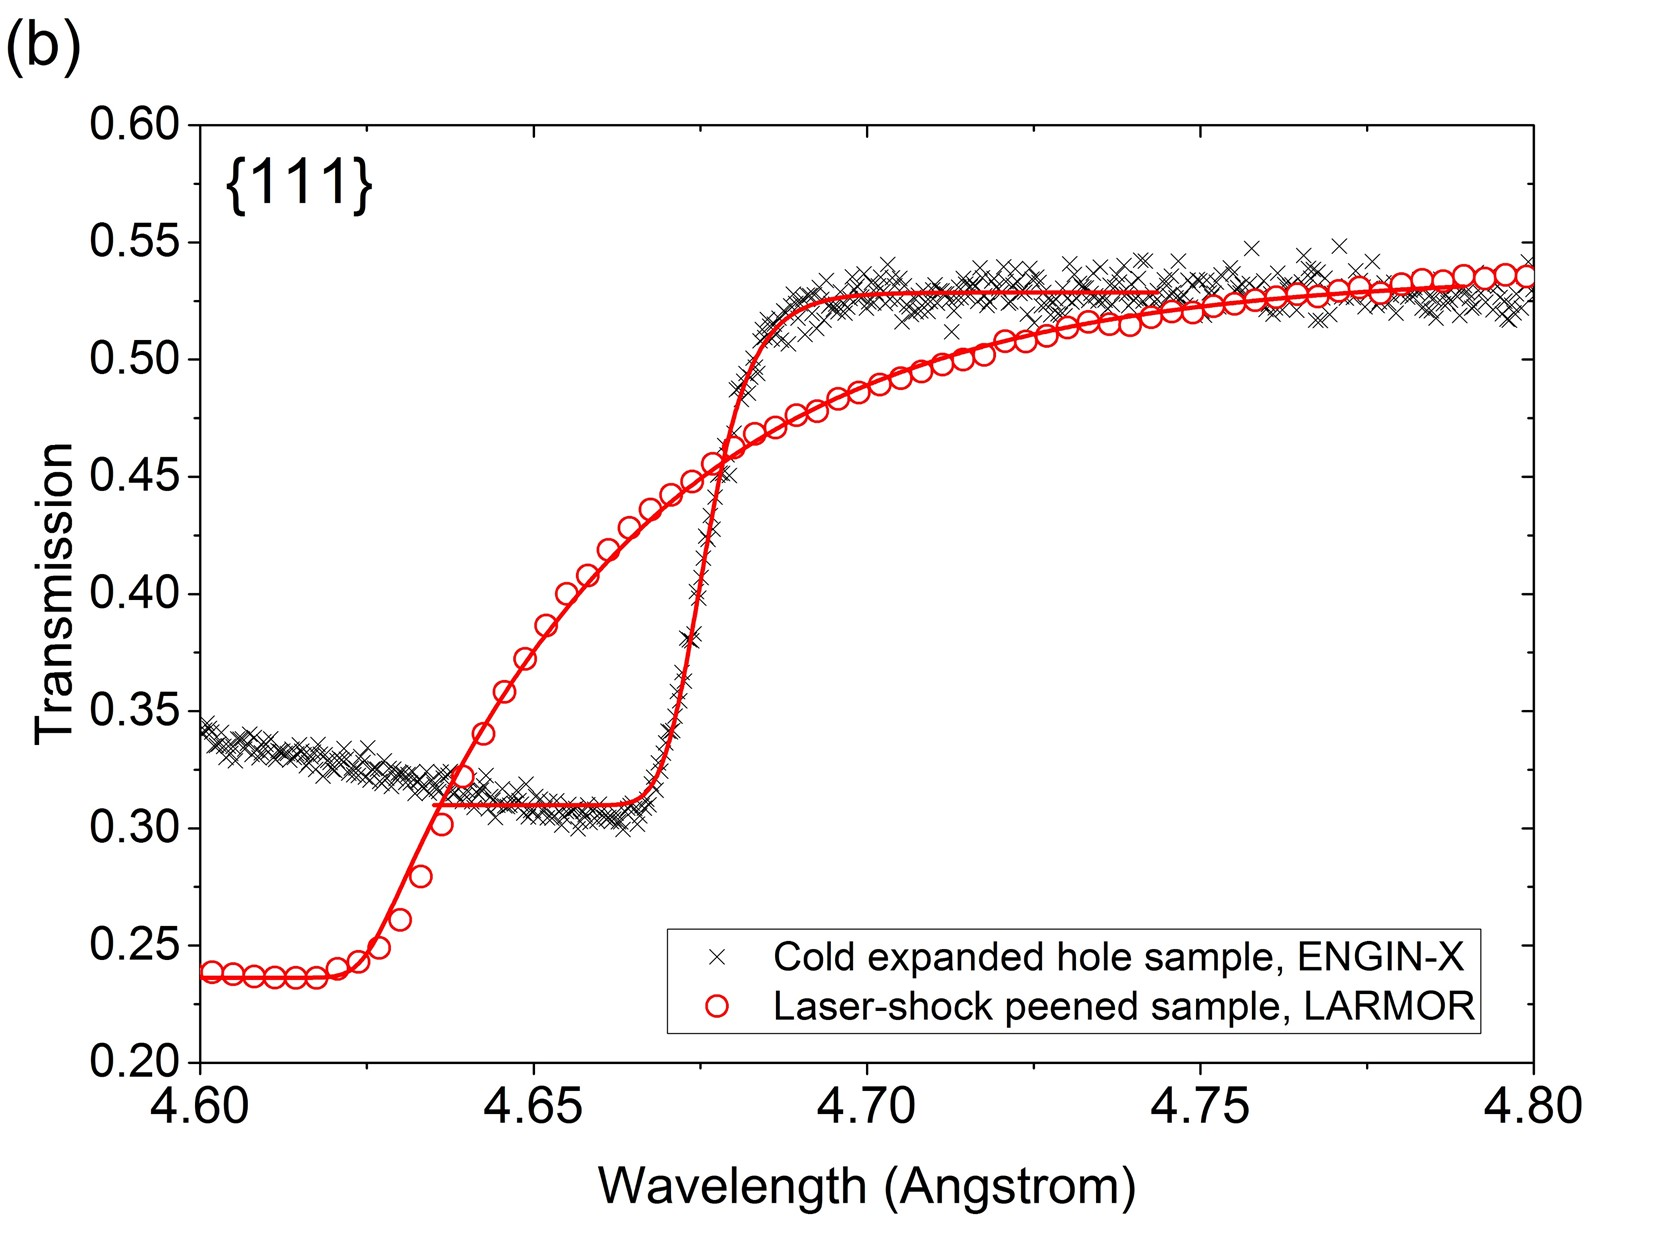 (b)
{111}
0.60
0.55
0.50
0.45
0.40
0.35
0.30
0.25
0.20
Transmission
Cold expanded hole sample, ENGIN-X
Laser-shock peened sample, LARMOR
4.60 4.65 4.70 4.75 4.80
Wavelength (Angstrom)